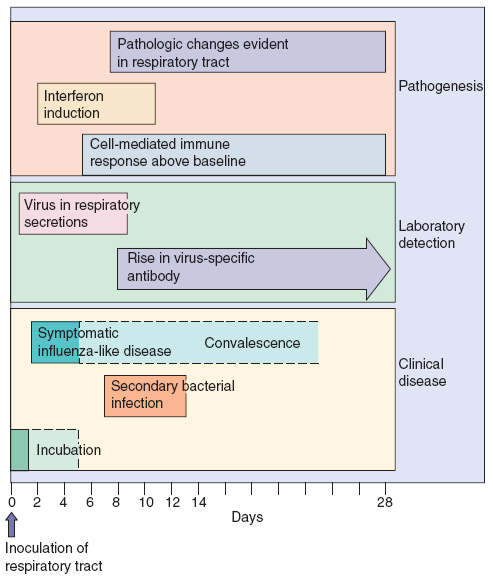 Pathologic changes evident
in respiratory tract
Interferon
induction
Cell-mediated immune
response above baseline
Pathogenesis
Virus in respiratory
secretions
Rise in virus-specific
antibody
Laboratory
detection
Symptomatic
influenza-like disease
Convalescence
Secondary bacterial
infection
Incubation
Clinical
disease
0 2 4 6 8 10 12 14 28
Days
Inoculation of
respiratory tract